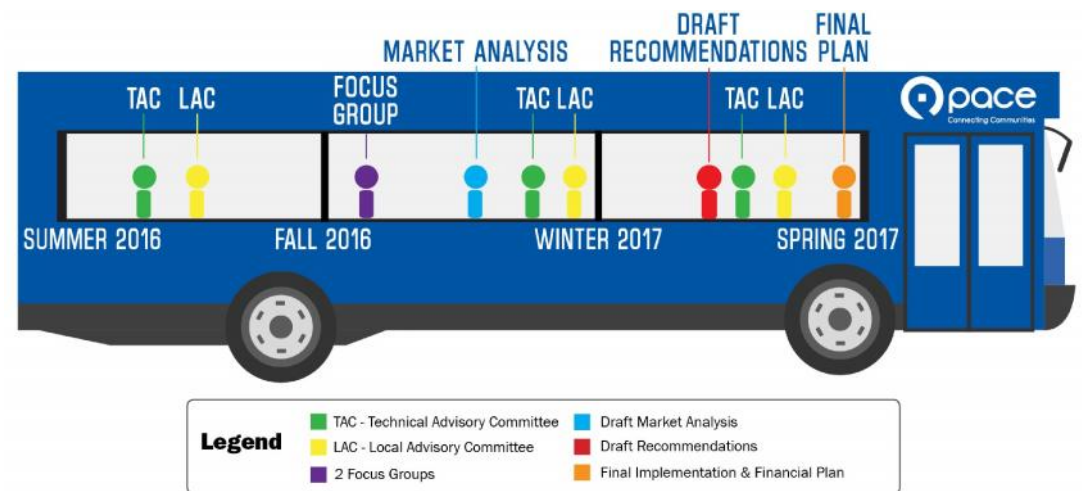 MARKET ANALYSIS
DRAFT
RECOMMENDATIONS
FINAL
PLAN
TAC LAC
FOCUS
GROUP
TAC LAC
TAC LAC
pace
Connecting Communities
SUMMER 2016
FALL 2016
WINTER 2017
SPRING 2017
Legend
TAC - Technical Advisory Committee
LAC - Local Advisory Committee
2 Focus Groups
Draft Market Analysis
Draft Recommendations
Final Implementation & Financial Plan